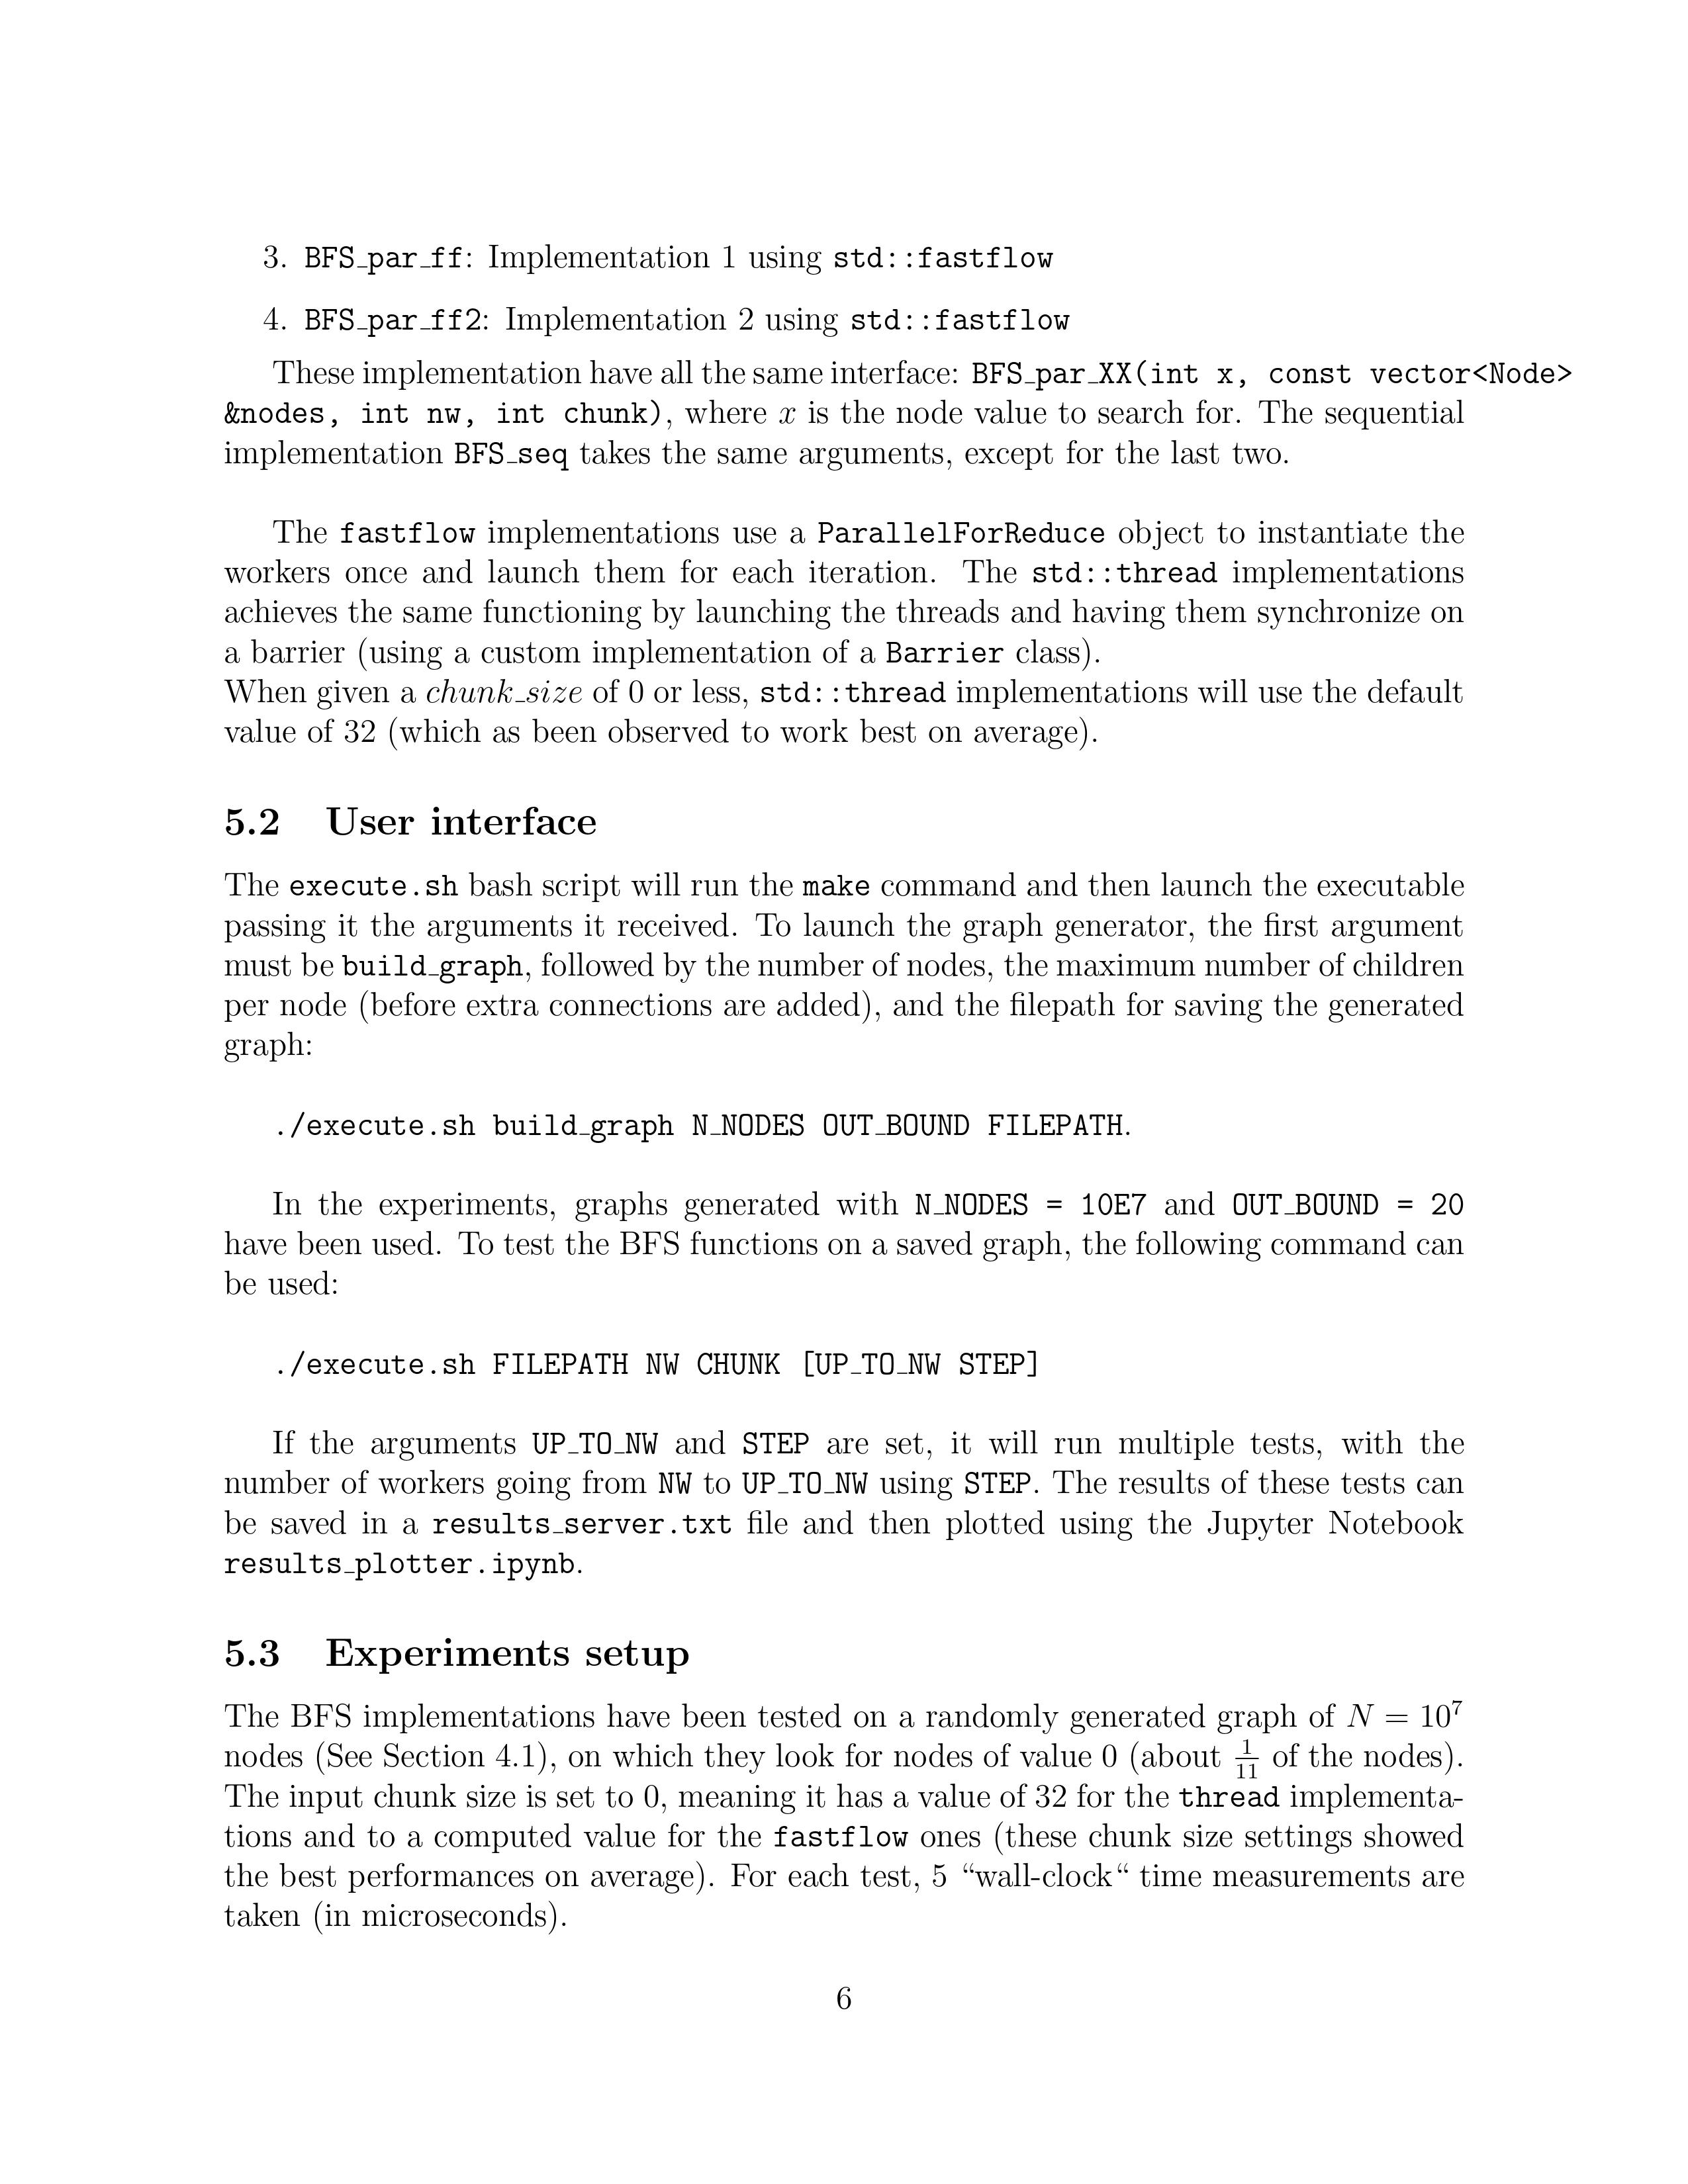 3. BFS_par_ff: Implementation 1 using std::fastflow
4. BFS_par_ff2: Implementation 2 using std::fastflow
These implementation have all the same interface: BFS_par_XX(int x, const vector<Node>
&nodes, int nw, int chunk), where x is the node value to search for. The sequential
implementation BFS_seq takes the same arguments, except for the last two.
The fastflow implementations use a ParallelForReduce object to instantiate the
workers once and launch them for each iteration. The std::thread implementations
achieves the same functioning by launching the threads and having them synchronize on
a barrier (using a custom implementation of a Barrier class).
When given a chunk_size of 0 or less, std::thread implementations will use the default
value of 32 (which as been observed to work best on average).
5.2 User interface
The execute.sh bash script will run the make command and then launch the executable
passing it the arguments it received. To launch the graph generator, the first argument
must be build_graph, followed by the number of nodes, the maximum number of children
per node (before extra connections are added), and the filepath for saving the generated
graph:
./execute.sh build_graph N_NODES OUT_BOUND FILEPATH.
In the experiments, graphs generated with N_NODES = 10E7 and OUT_BOUND = 20
have been used. To test the BFS functions on a saved graph, the following command can
be used:
./execute.sh FILEPATH NW CHUNK [UP_TO_NW STEP]
If the arguments UP_TO_NW and STEP are set, it will run multiple tests, with the
number of workers going from NW to UP_TO_NW using STEP. The results of these tests can
be saved in a results_server.txt file and then plotted using the Jupyter Notebook
results_plotter.ipynb.
5.3 Experiments setup
The BFS implementations have been tested on a randomly generated graph of N = 10⁷
nodes (See Section 4.1), on which they look for nodes of value 0 (about 1/11 of the nodes).
The input chunk size is set to 0, meaning it has a value of 32 for the thread implementa-
tions and to a computed value for the fastflow ones (these chunk size settings showed
the best performances on average). For each test, 5 “wall-clock“ time measurements are
taken (in microseconds).
6